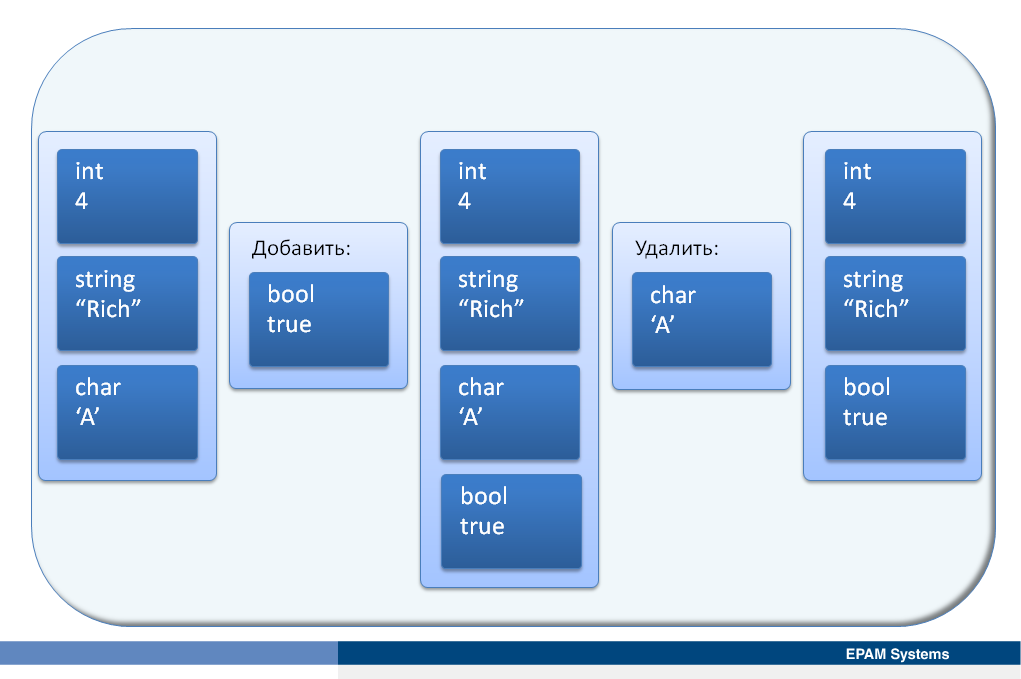 int
4
string
“Rich”
char
‘A’
Добавить:
bool
true
int
4
string
“Rich”
char
‘A’
bool
true
Удалить:
char
‘A’
int
4
string
“Rich”
bool
true
EPAM Systems